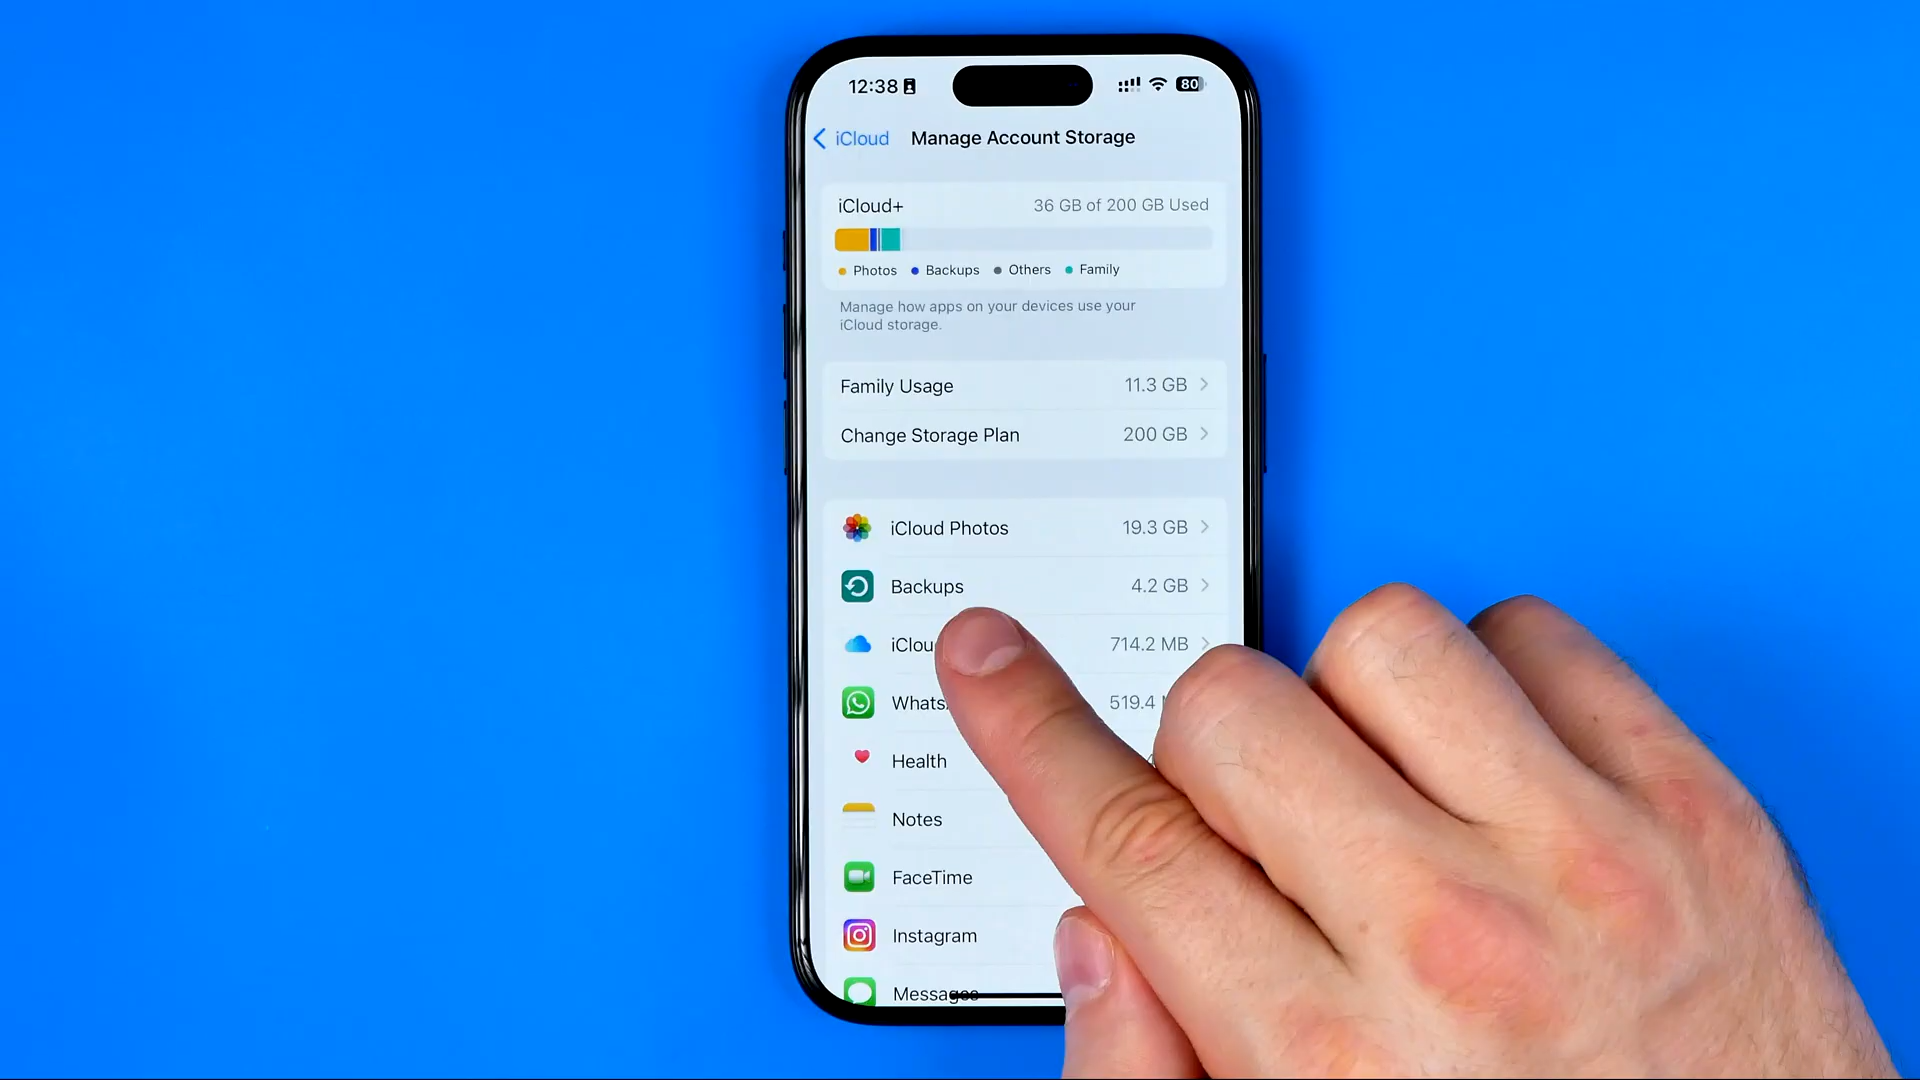 12:38
80
iCloud
Manage Account Storage
iCloud+
36 GB of 200 GB Used
Photos
Backups
Others
Family
Manage how apps on your devices use your
iCloud storage.
Family Usage
11.3 GB
Change Storage Plan
200 GB
iCloud Photos
19.3 GB
Backups
4.2 GB
714.2 MB
519.4
Health
Notes
FaceTime
Instagram
Messages